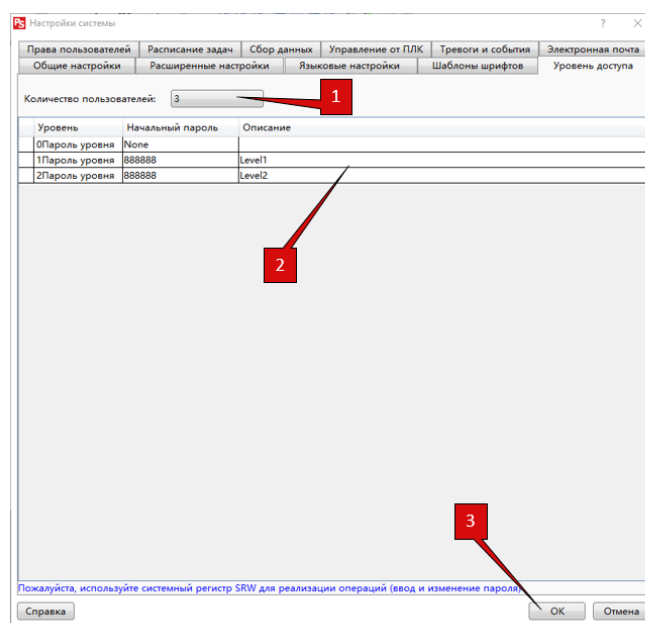 PS Настройки системы ? ×
Права пользователей Расписание задач Сбор данных Управление от ПЛК Тревоги и события Электронная почта
Общие настройки Расширенные настройки Языковые настройки Шаблоны шрифтов Уровень доступа
Количество пользователей: 3
1
Уровень Начальный пароль Описание
0Пароль уровня None
1Пароль уровня 888888 Level1
2Пароль уровня 888888 Level2
2
3
Пожалуйста, используйте системный регистр SRW для реализации операций (ввод и изменение пароля)
Справка OK Отмена